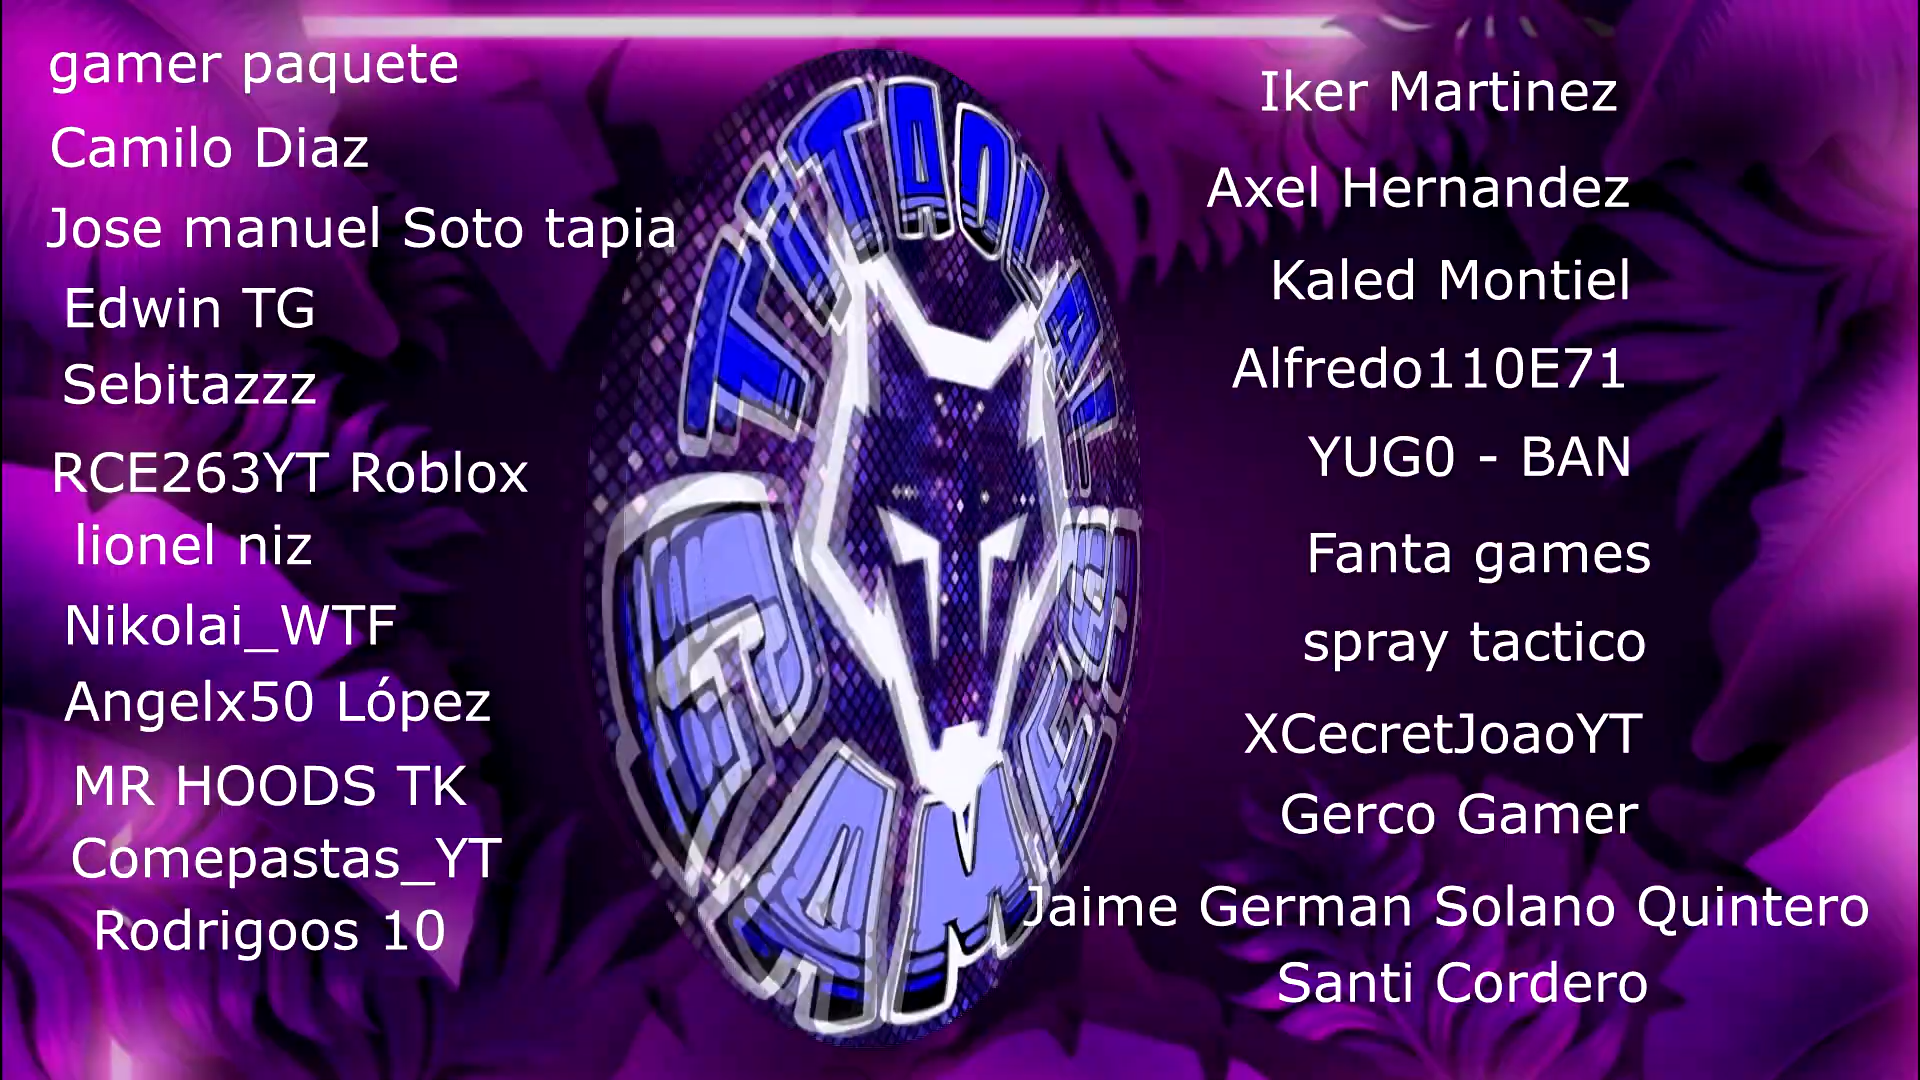 gamer paquete
Camilo Diaz
Jose manuel Soto tapia
Edwin TG
Sebitazzz
RCE263YT Roblox
lionel niz
Nikolai_WTF
Angelx50 López
MR HOODS TK
Comepastas_YT
Rodrigoos 10
Iker Martinez
Axel Hernandez
Kaled Montiel
Alfredo110E71
YUG0 - BAN
Fanta games
spray tactico
XCecretJoaoYT
Gerco Gamer
Jaime German Solano Quintero
Santi Cordero